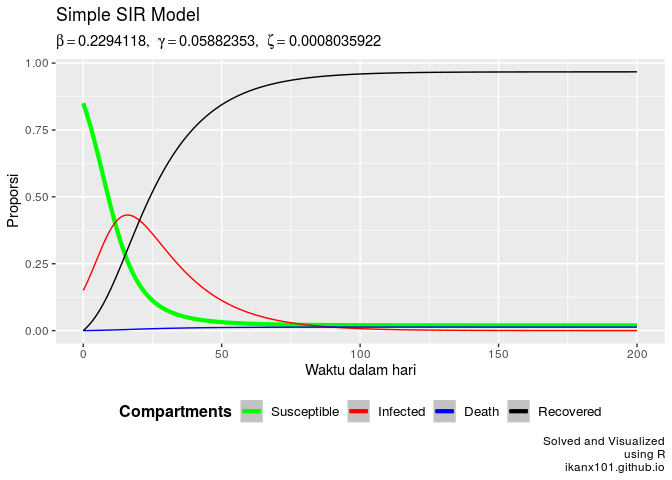 Simple SIR Model
β = 0.2294118, γ = 0.05882353, ζ = 0.0008035922
1.00
0.75
0.50
0.25
0.00
Proporsi
0 50 100 150 200
Waktu dalam hari
Compartments Susceptible Infected Death Recovered
Solved and Visualized
using R
ikanx101.github.io